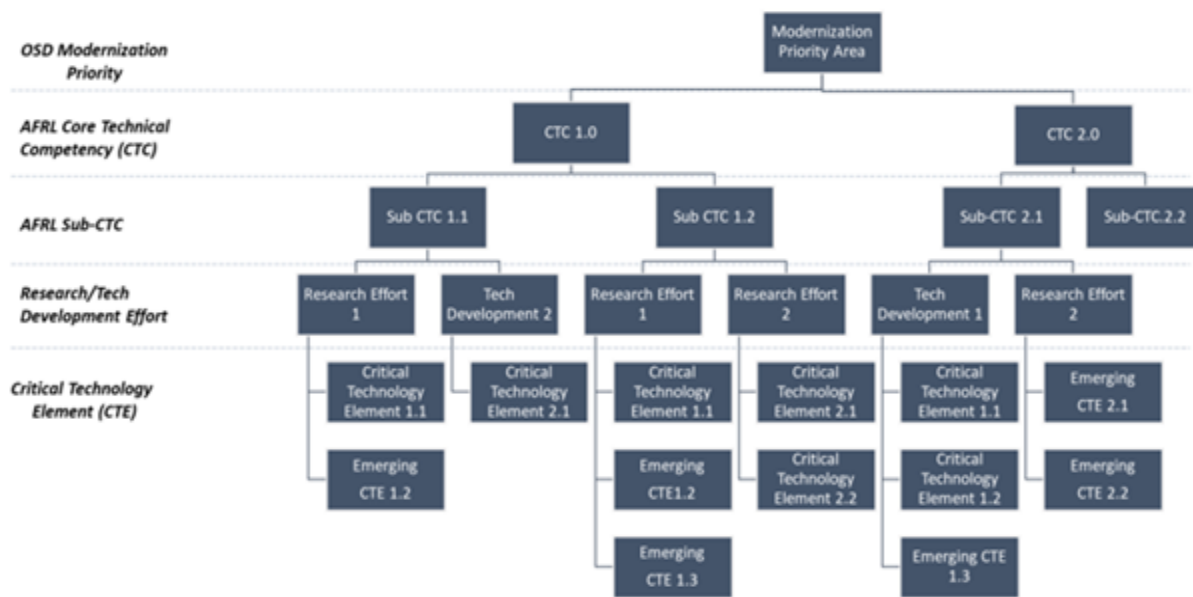 OSD Modernization
Priority
Modernization
Priority Area
AFRL Core Technical
Competency (CTC)
CTC 1.0
CTC 2.0
AFRL Sub-CTC
Sub CTC 1.1
Sub CTC 1.2
Sub-CTC 2.1
Sub-CTC.2.2
Research/Tech
Development Effort
Research Effort
1
Tech
Development 2
Research Effort
1
Research Effort
2
Tech
Development 1
Research Effort
2
Critical Technology
Element (CTE)
Critical
Technology
Element 1.1
Critical
Technology
Element 2.1
Critical
Technology
Element 1.1
Critical
Technology
Element 2.1
Critical
Technology
Element 1.1
Emerging
CTE 2.1
Emerging
CTE 1.2
Emerging
CTE1.2
Critical
Technology
Element 2.2
Critical
Technology
Element 1.2
Emerging
CTE 2.2
Emerging
CTE 1.3
Emerging CTE
1.3